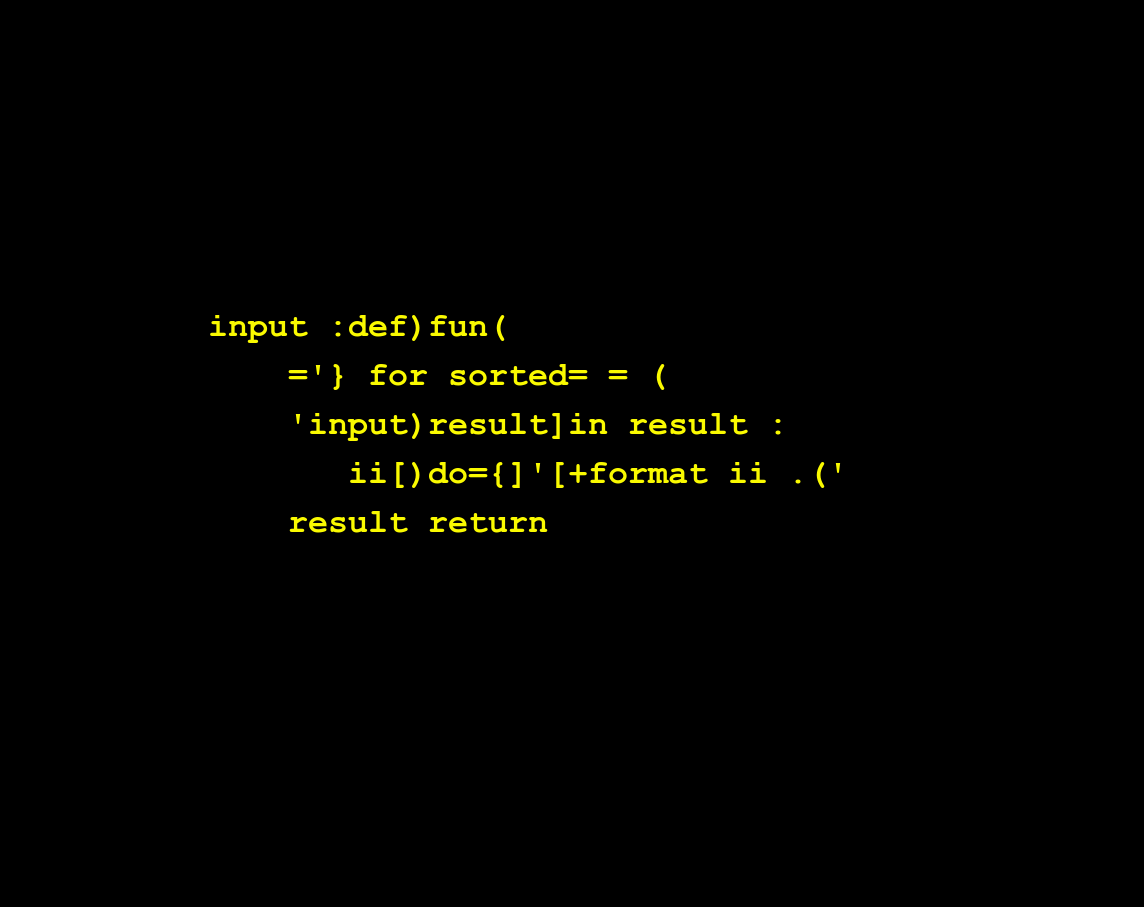 input :def)fun(
='} for sorted= = (
'input)result]in result :
ii[)do={]'[+format ii .('
result return